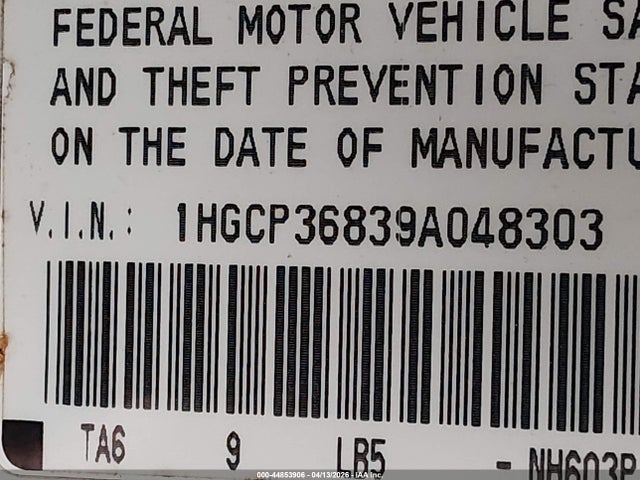 FEDERAL MOTOR VEHICLE SA
AND THEFT PREVENTION STA
ON THE DATE OF MANUFACTU
V.I.N.: 1HGCP36839A048303
TA6 9 LB5 - NH603P
000-44853906 - 04/13/2026 - IAA Inc.